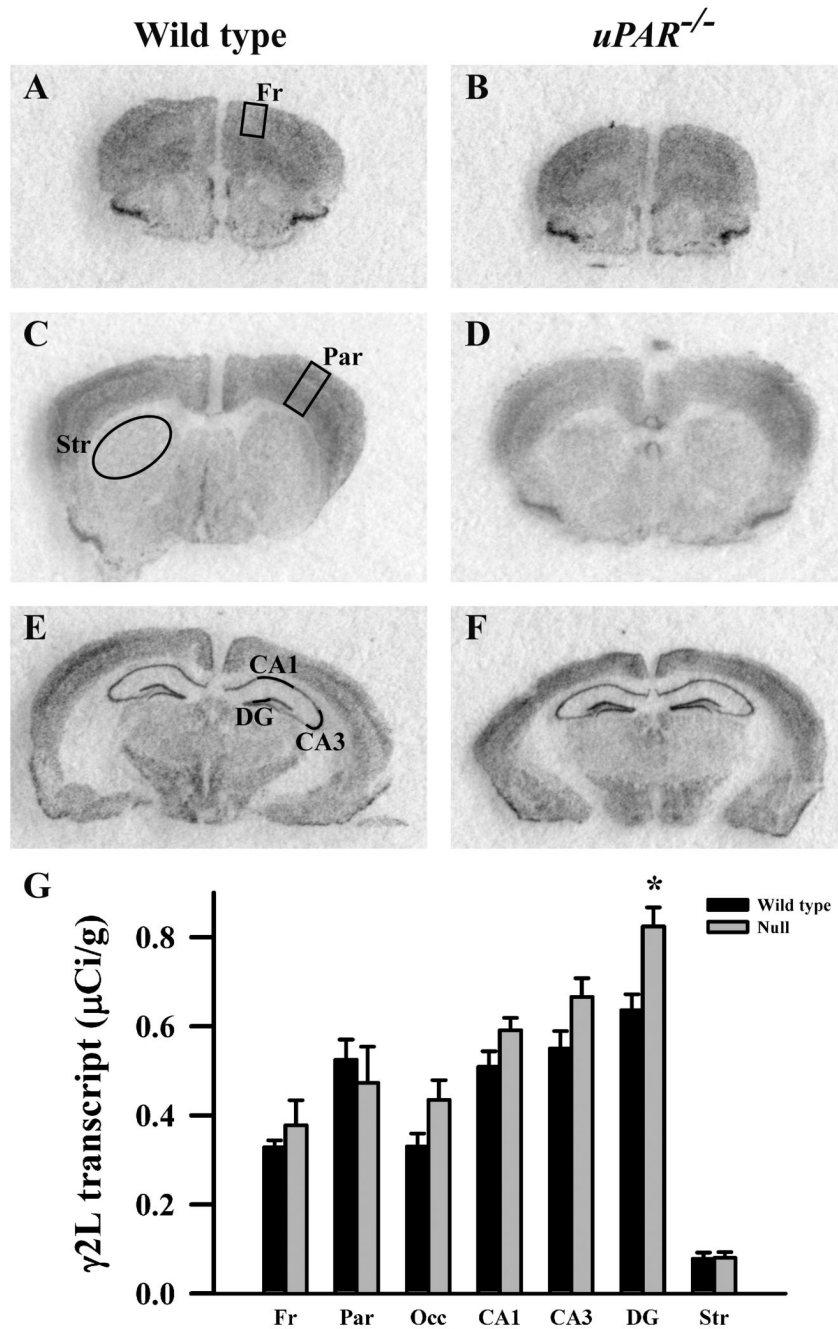 Wild type
uPAR-/-
A
Fr
B
C
Par
Str
D
E
CA1
DG
CA3
F
G
*
Wild type
Null
γ2L transcript (μCi/g)
0.8
0.6
0.4
0.2
0.0
Fr Par Occ CA1 CA3 DG Str